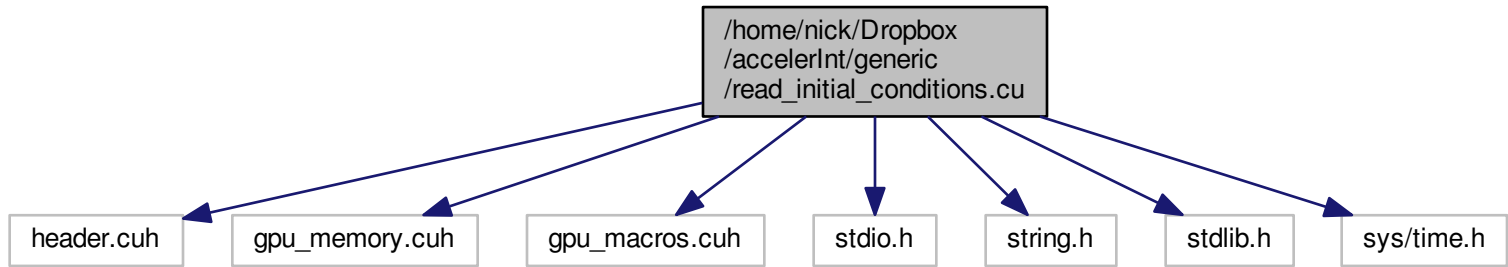 /home/nick/Dropbox
/accelerInt/generic
/read_initial_conditions.cu
header.cuh
gpu_memory.cuh
gpu_macros.cuh
stdio.h
string.h
stdlib.h
sys/time.h